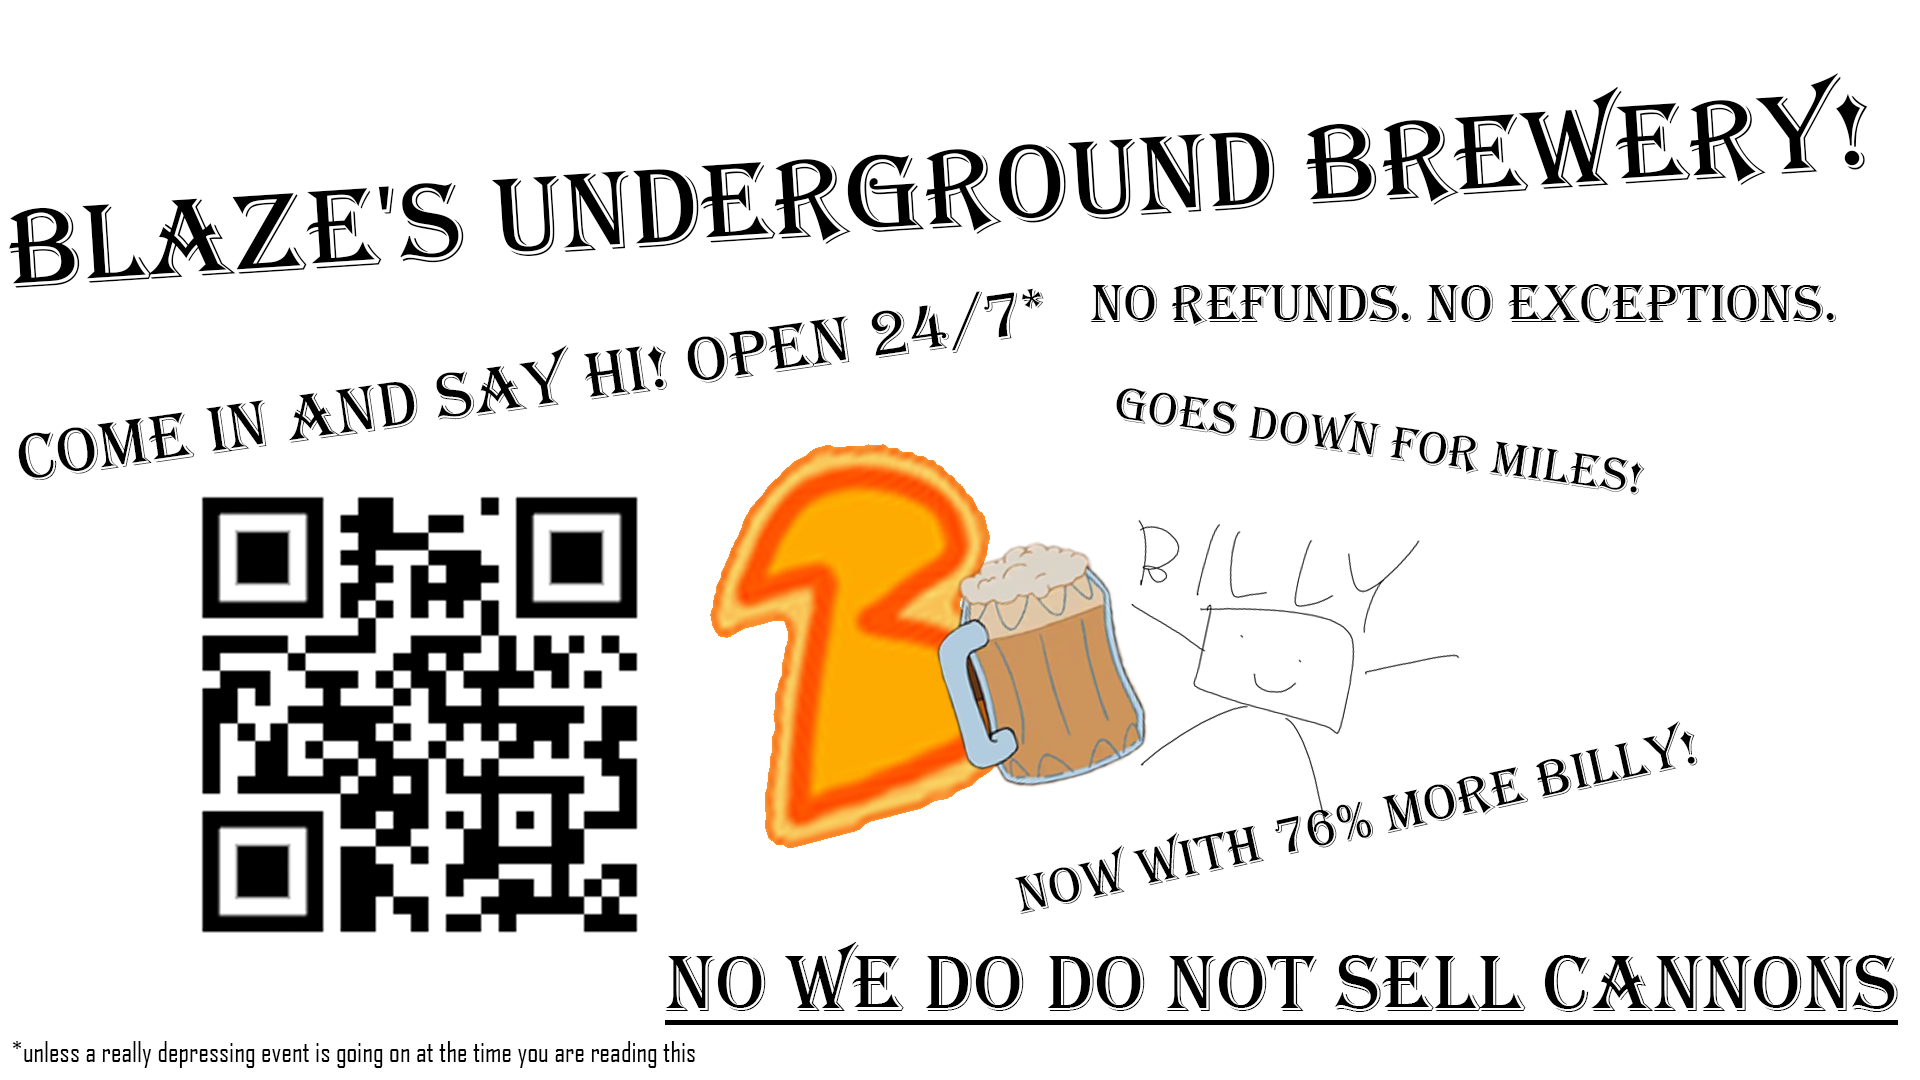 BLAZE'S UNDERGROUND BREWERY!
COME IN AND SAY HI! OPEN 24/7*
NO REFUNDS. NO EXCEPTIONS.
GOES DOWN FOR MILES!
BILLY
NOW WITH 76% MORE BILLY!
NO WE DO DO NOT SELL CANNONS
*unless a really depressing event is going on at the time you are reading this